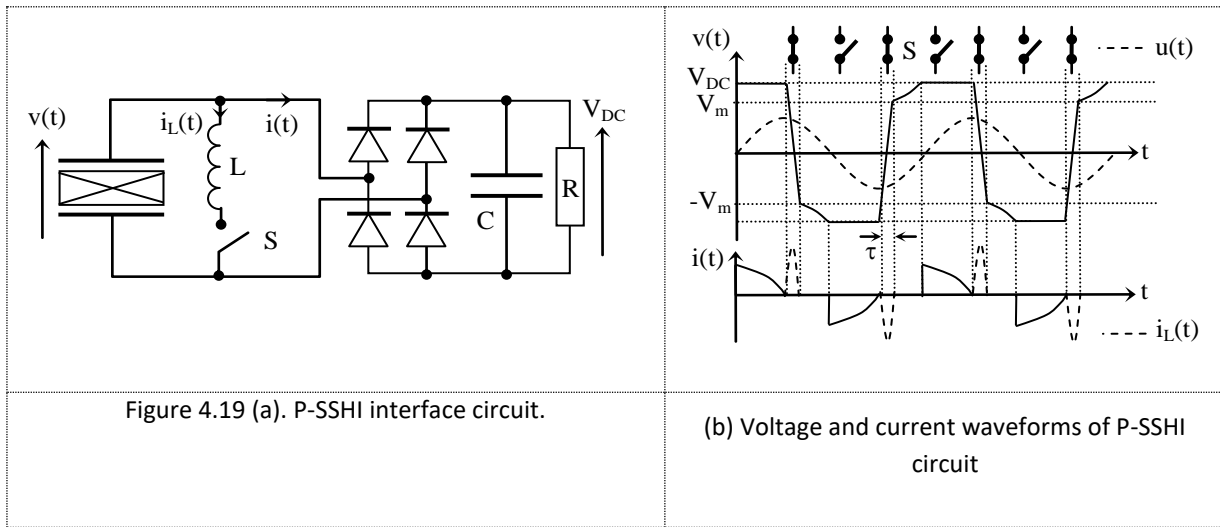 v(t)
i_L(t)
i(t)
L
S
C
R
V_DC
v(t)
S
u(t)
V_DC
V_m
t
-V_m
τ
i(t)
t
i_L(t)
Figure 4.19 (a). P-SSHI interface circuit.
(b) Voltage and current waveforms of P-SSHI
circuit